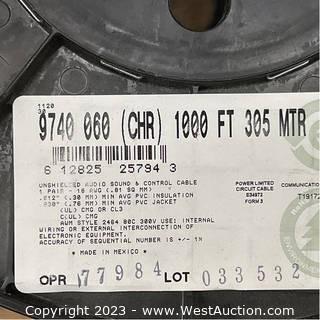 1120
30
9740 060 (CHR) 1000 FT 305 MTR
6 12825 25794 3
UNSHIELDED AUDIO SOUND & CONTROL CABLE
1 PAIR - 18 AWG (.81 SQ MM)
.012" (.30 MM) MIN AVG PVC INSULATION
.030" (.76 MM) MIN AVG PVC JACKET
C(UL) CMG OR CL3
(UL) CMG
AWM STYLE 2464 80C 300V USE: INTERNAL
WIRING OR EXTERNAL INTERCONNECTION OF
ELECTRONIC EQUIPMENT.
ACCURACY OF SEQUENTIAL NUMBER IS +/- 1%
* MADE IN MEXICO *
POWER LIMITED
CIRCUIT CABLE
E34972
FORM 3
COMMUNICATION
T19172
OPR 77984 LOT 033532
Copyright 2023 - www.WestAuction.com